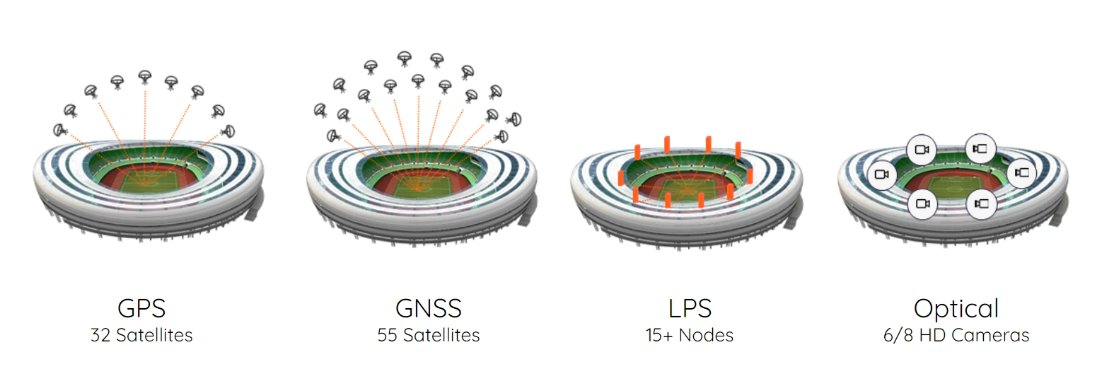 GPS
32 Satellites
GNSS
55 Satellites
LPS
15+ Nodes
Optical
6/8 HD Cameras